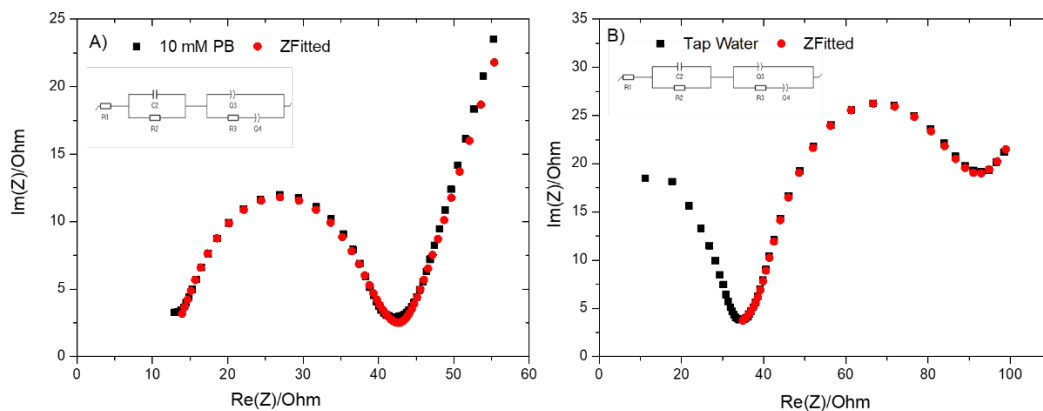 A)
10 mM PB
ZFitted
C2
R1
R2
Q3
R3
Q4
Im(Z)/Ohm
25
20
15
10
5
0
0
10
20
30
40
50
60
Re(Z)/Ohm
B)
Tap Water
ZFitted
C2
R1
R2
Q3
R3
Q4
Im(Z)/Ohm
35
30
25
20
15
10
5
0
0
20
40
60
80
100
Re(Z)/Ohm